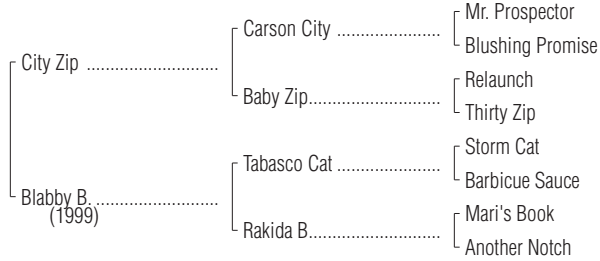 Mr. Prospector
Carson City ........................
Blushing Promise
City Zip ..............................
Relaunch
Baby Zip..............................
Thirty Zip
Storm Cat
Tabasco Cat ........................
Barbicue Sauce
Blabby B. ............................
(1999)
Mari's Book
Rakida B..............................
Another Notch